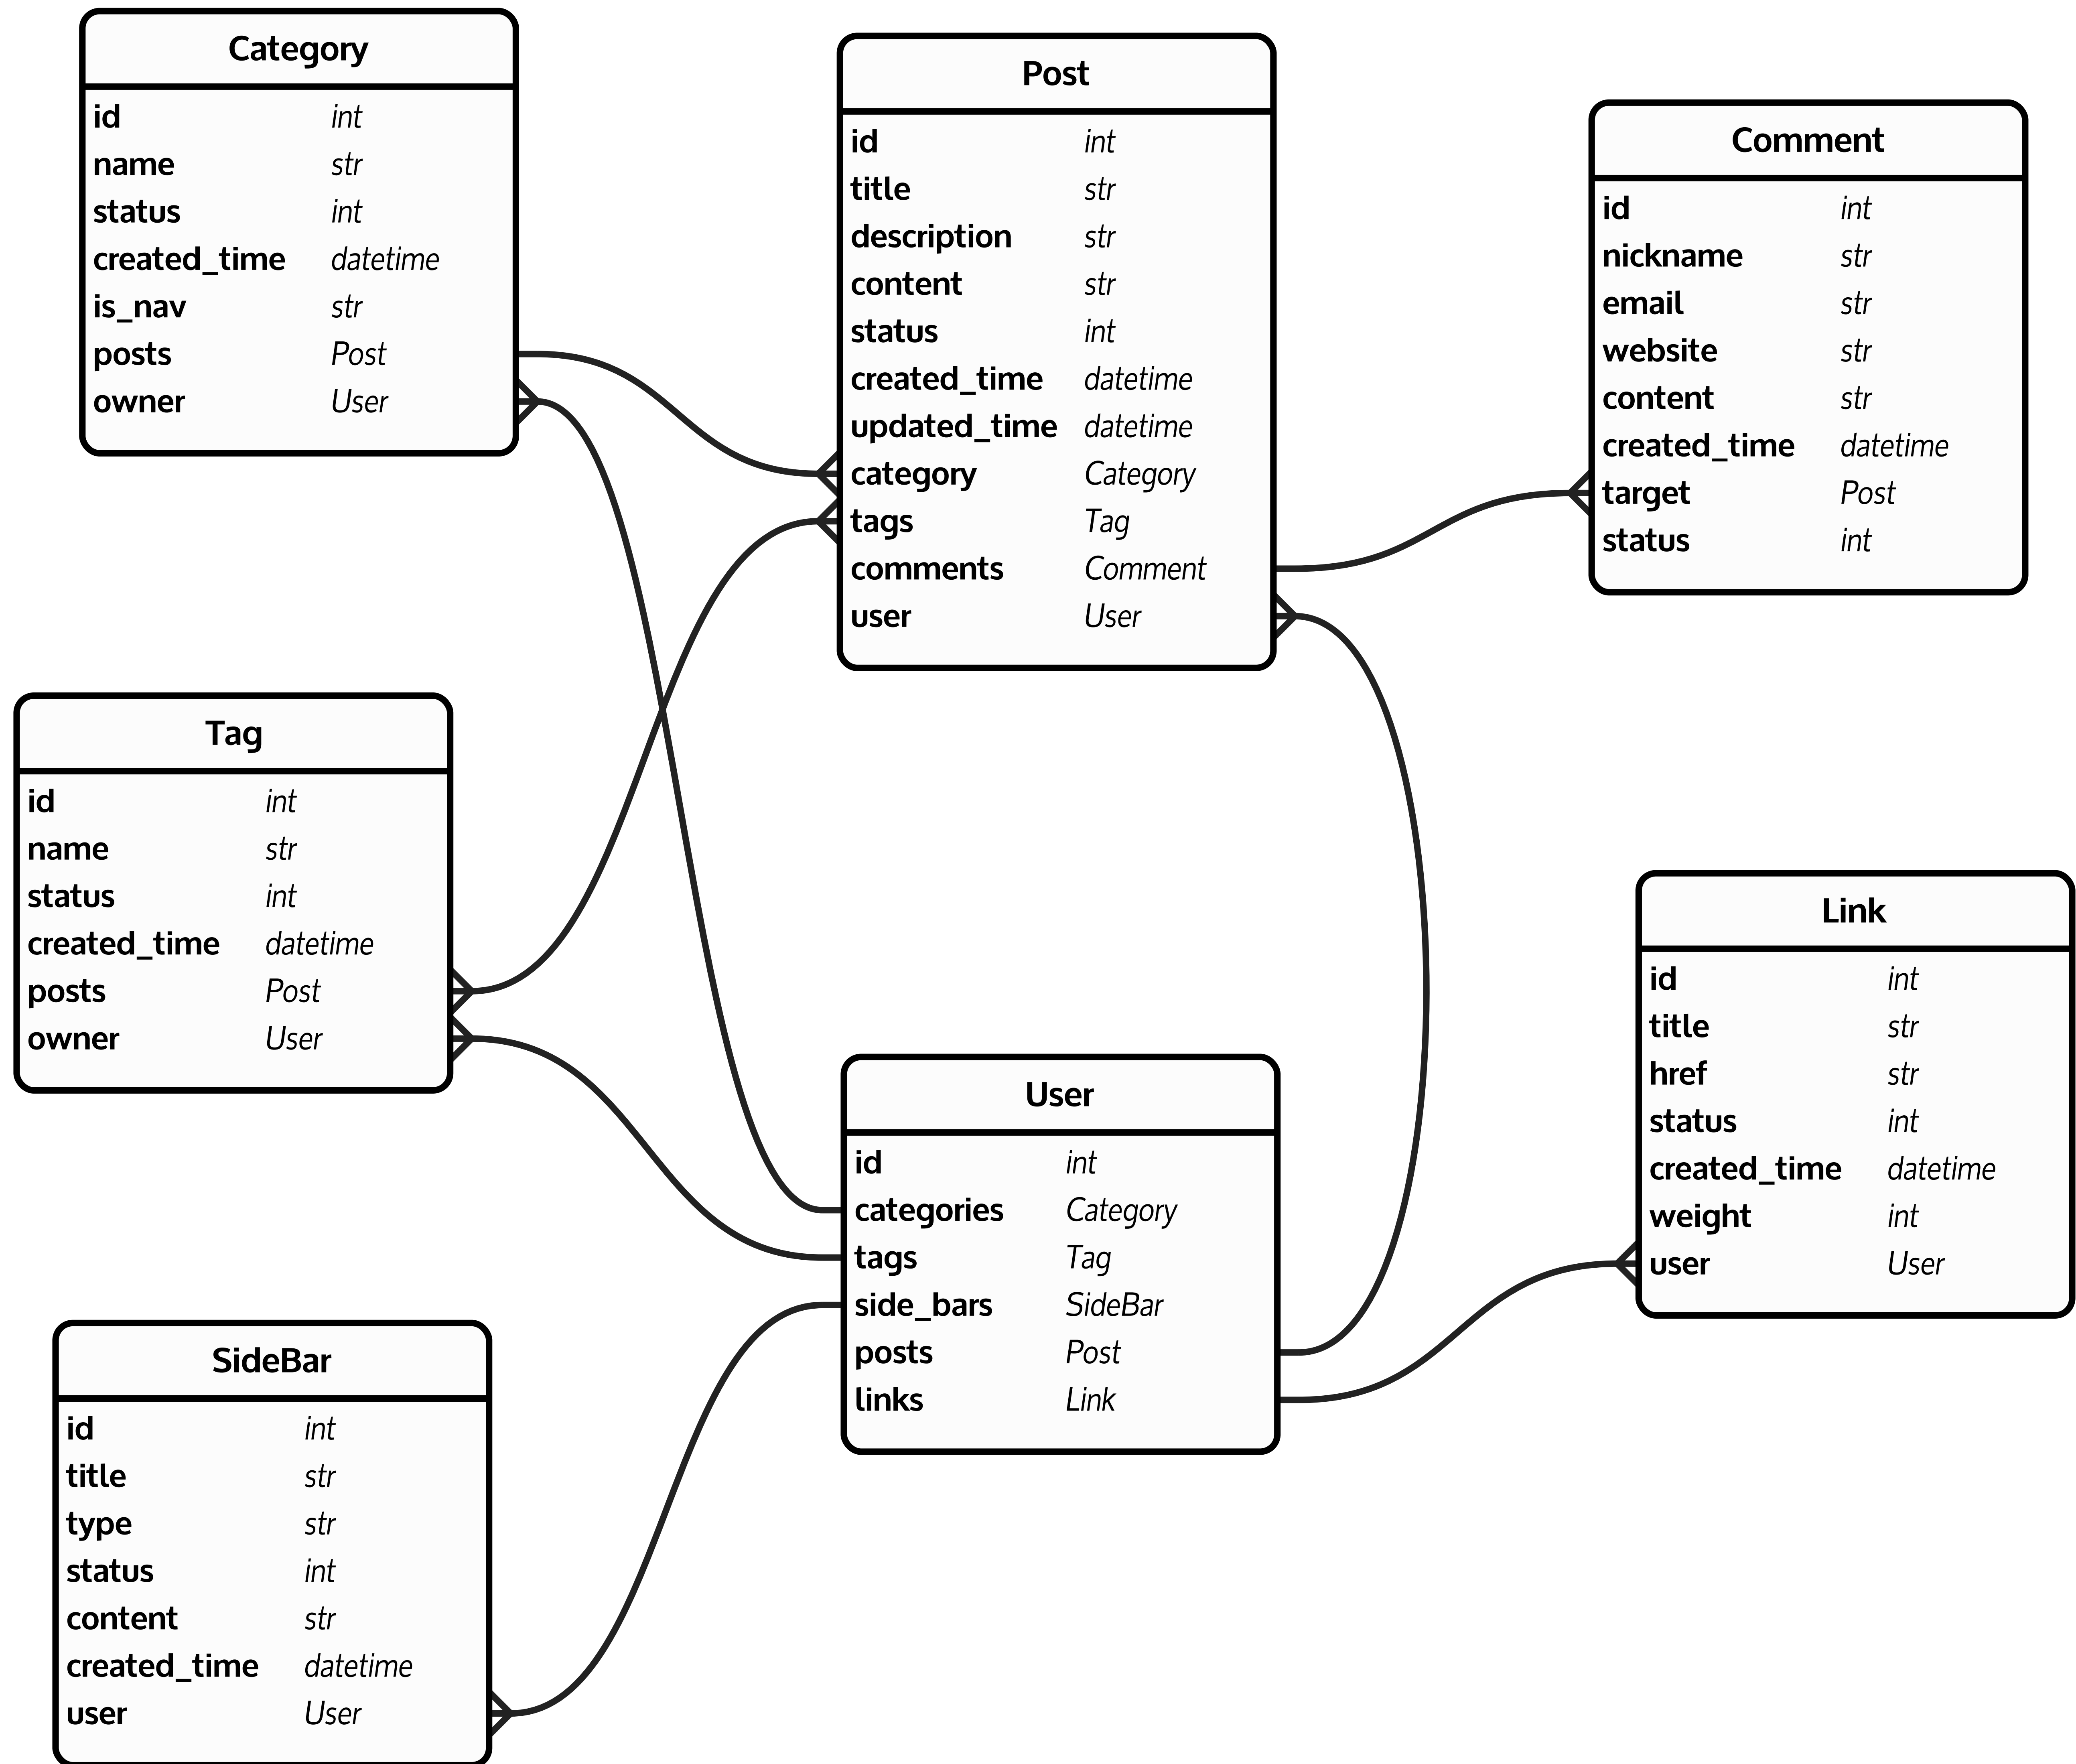 Category
id int
name str
status int
created_time datetime
is_nav str
posts Post
owner User
Post
id int
title str
description str
content str
status int
created_time datetime
updated_time datetime
category Category
tags Tag
comments Comment
user User
Comment
id int
nickname str
email str
website str
content str
created_time datetime
target Post
status int
Tag
id int
name str
status int
created_time datetime
posts Post
owner User
User
id int
categories Category
tags Tag
side_bars SideBar
posts Post
links Link
Link
id int
title str
href str
status int
created_time datetime
weight int
user User
SideBar
id int
title str
type str
status int
content str
created_time datetime
user User